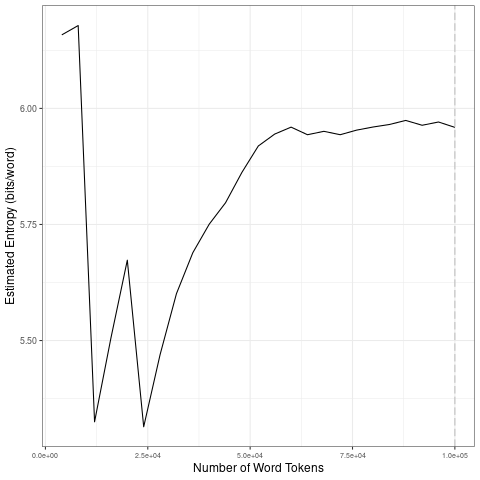 Estimated Entropy (bits/word)
6.00
5.75
5.50
0.0e+00 2.5e+04 5.0e+04 7.5e+04 1.0e+05
Number of Word Tokens